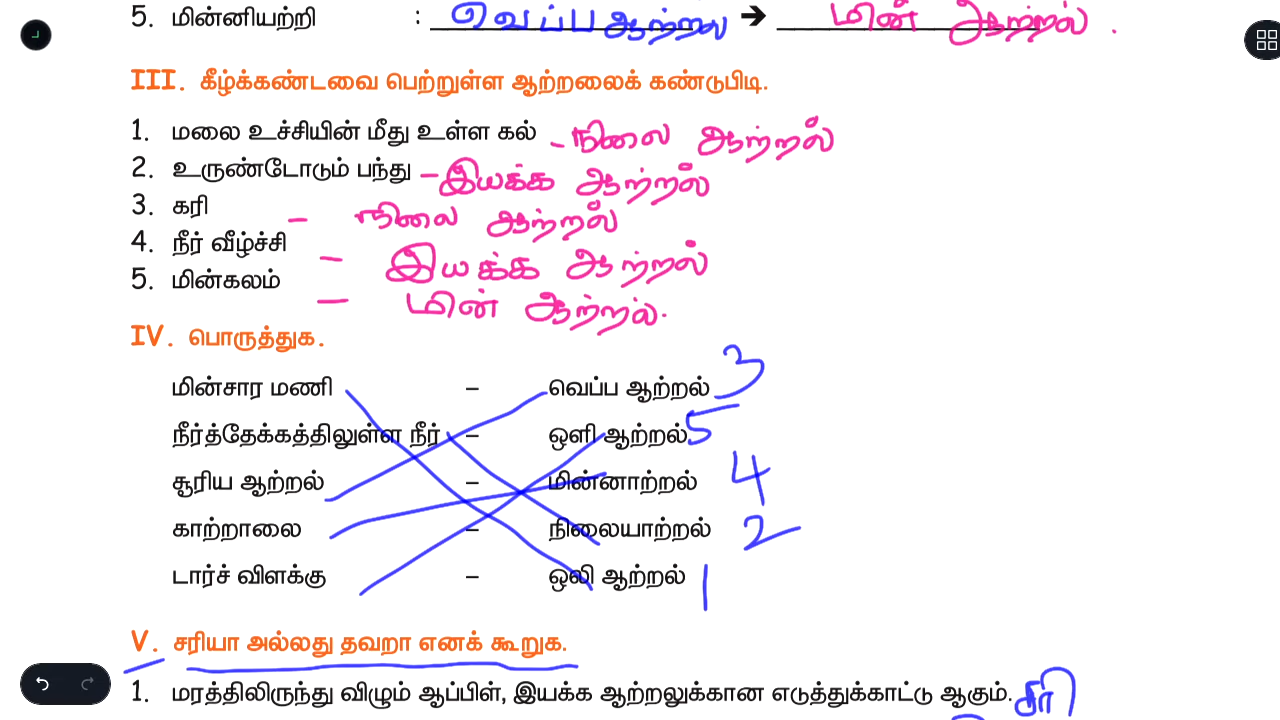 5. மின்னியற்றி : வெப்ப ஆற்றல் → மின் ஆற்றல்.
III. கீழ்க்கண்டவை பெற்றுள்ள ஆற்றலைக் கண்டுபிடி.
1. மலை உச்சியின் மீது உள்ள கல் - நிலை ஆற்றல்
2. உருண்டோடும் பந்து - இயக்க ஆற்றல்
3. கரி - நிலை ஆற்றல்
4. நீர் வீழ்ச்சி - இயக்க ஆற்றல்
5. மின்கலம் - மின் ஆற்றல்.
IV. பொருத்துக.
மின்சார மணி – வெப்ப ஆற்றல் 3
நீர்த்தேக்கத்திலுள்ள நீர் – ஒளி ஆற்றல் 5
சூரிய ஆற்றல் – மின்னாற்றல் 4
காற்றாலை – நிலையாற்றல் 2
டார்ச் விளக்கு – ஒலி ஆற்றல் 1
V. சரியா அல்லது தவறா எனக் கூறுக.
1. மரத்திலிருந்து விழும் ஆப்பிள், இயக்க ஆற்றலுக்கான எடுத்துக்காட்டு ஆகும். சரி